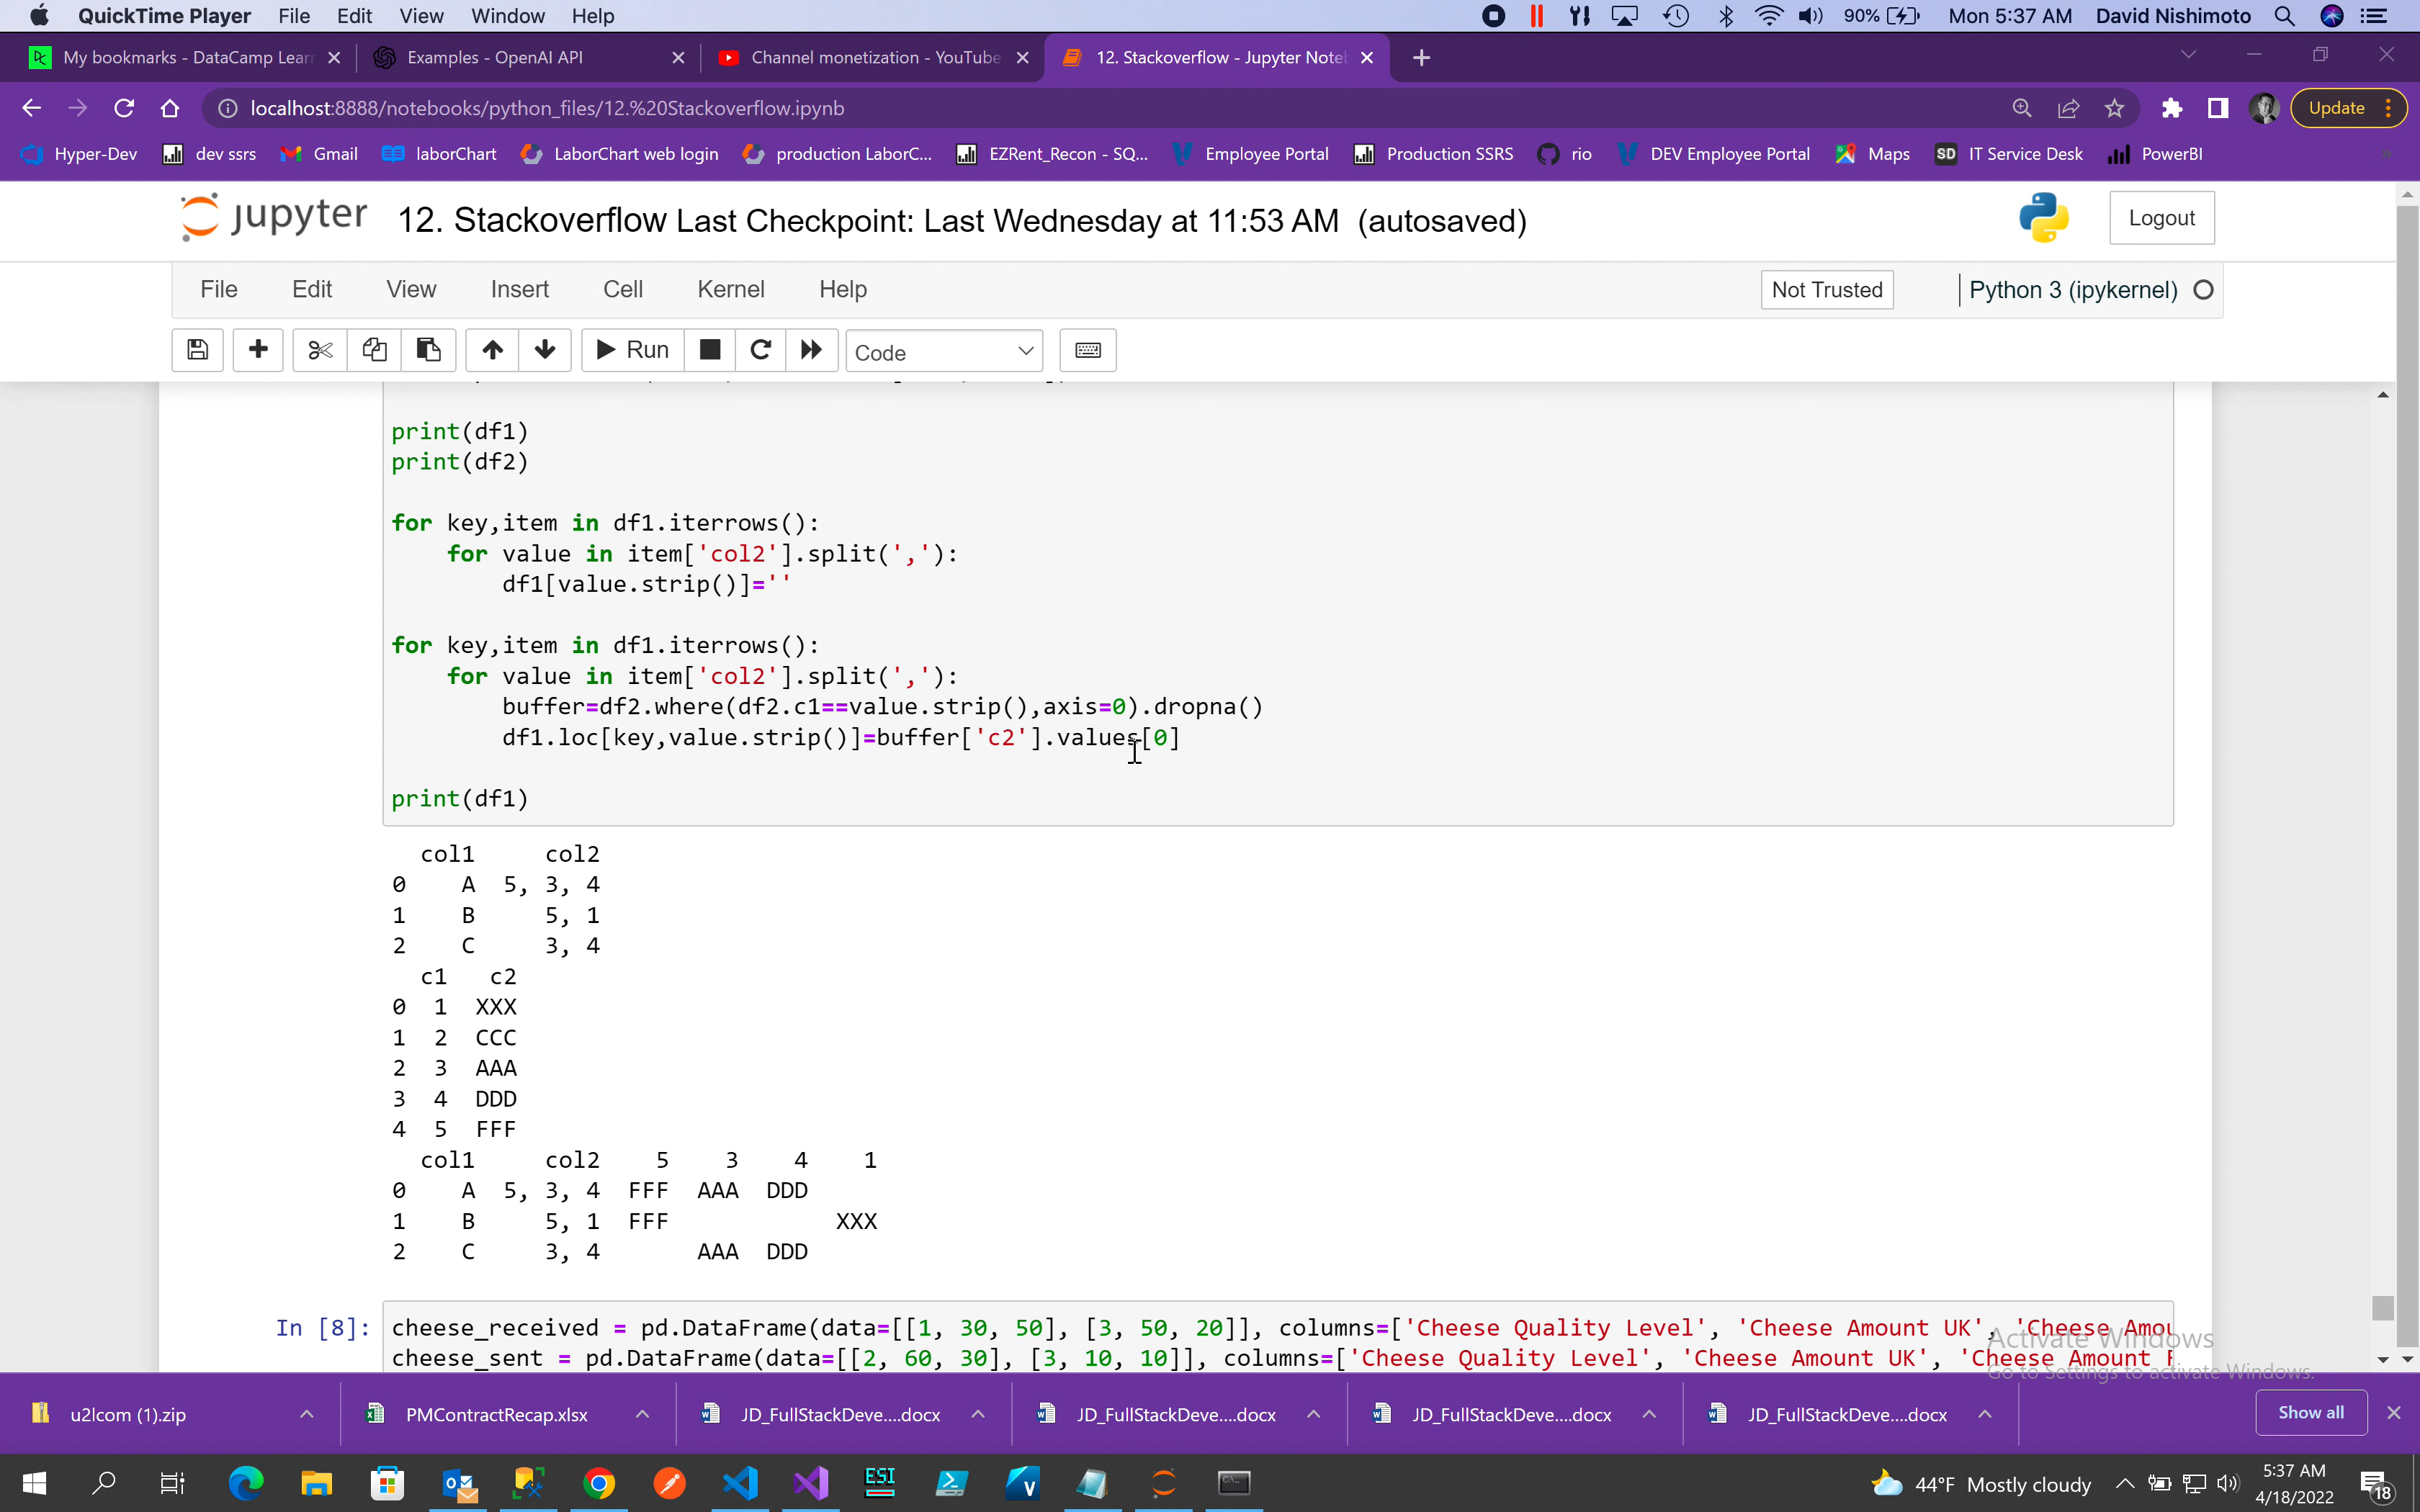 QuickTime Player File Edit View Window Help 90% Mon 5:37 AM David Nishimoto
My bookmarks - DataCamp Lear Examples - OpenAI API Channel monetization - YouTube 12. Stackoverflow - Jupyter Note
localhost:8888/notebooks/python_files/12.%20Stackoverflow.ipynb Update
Hyper-Dev dev ssrs Gmail laborChart LaborChart web login production LaborC... EZRent_Recon - SQ... Employee Portal Production SSRS rio DEV Employee Portal Maps SD IT Service Desk PowerBI
jupyter 12. Stackoverflow Last Checkpoint: Last Wednesday at 11:53 AM (autosaved) Logout
File Edit View Insert Cell Kernel Help Not Trusted Python 3 (ipykernel)
Run Code
print(df1)
print(df2)
for key,item in df1.iterrows():
    for value in item['col2'].split(','):
        df1[value.strip()]=''
for key,item in df1.iterrows():
    for value in item['col2'].split(','):
        buffer=df2.where(df2.c1==value.strip(),axis=0).dropna()
        df1.loc[key,value.strip()]=buffer['c2'].values[0]
print(df1)
col1 col2
0 A 5, 3, 4
1 B 5, 1
2 C 3, 4
c1 c2
0 1 XXX
1 2 CCC
2 3 AAA
3 4 DDD
4 5 FFF
col1 col2 5 3 4 1
0 A 5, 3, 4 FFF AAA DDD
1 B 5, 1 FFF XXX
2 C 3, 4 AAA DDD
In [8]: cheese_received = pd.DataFrame(data=[[1, 30, 50], [3, 50, 20]], columns=['Cheese Quality Level', 'Cheese Amount UK', 'Cheese Amou
cheese_sent = pd.DataFrame(data=[[2, 60, 30], [3, 10, 10]], columns=['Cheese Quality Level', 'Cheese Amount UK', 'Cheese Amount F
Activate Windows
Go to Settings to activate Windows.
u2lcom (1).zip PMContractRecap.xlsx JD_FullStackDeve....docx JD_FullStackDeve....docx JD_FullStackDeve....docx JD_FullStackDeve....docx Show all
ESI 44°F Mostly cloudy 5:37 AM
4/18/2022 18